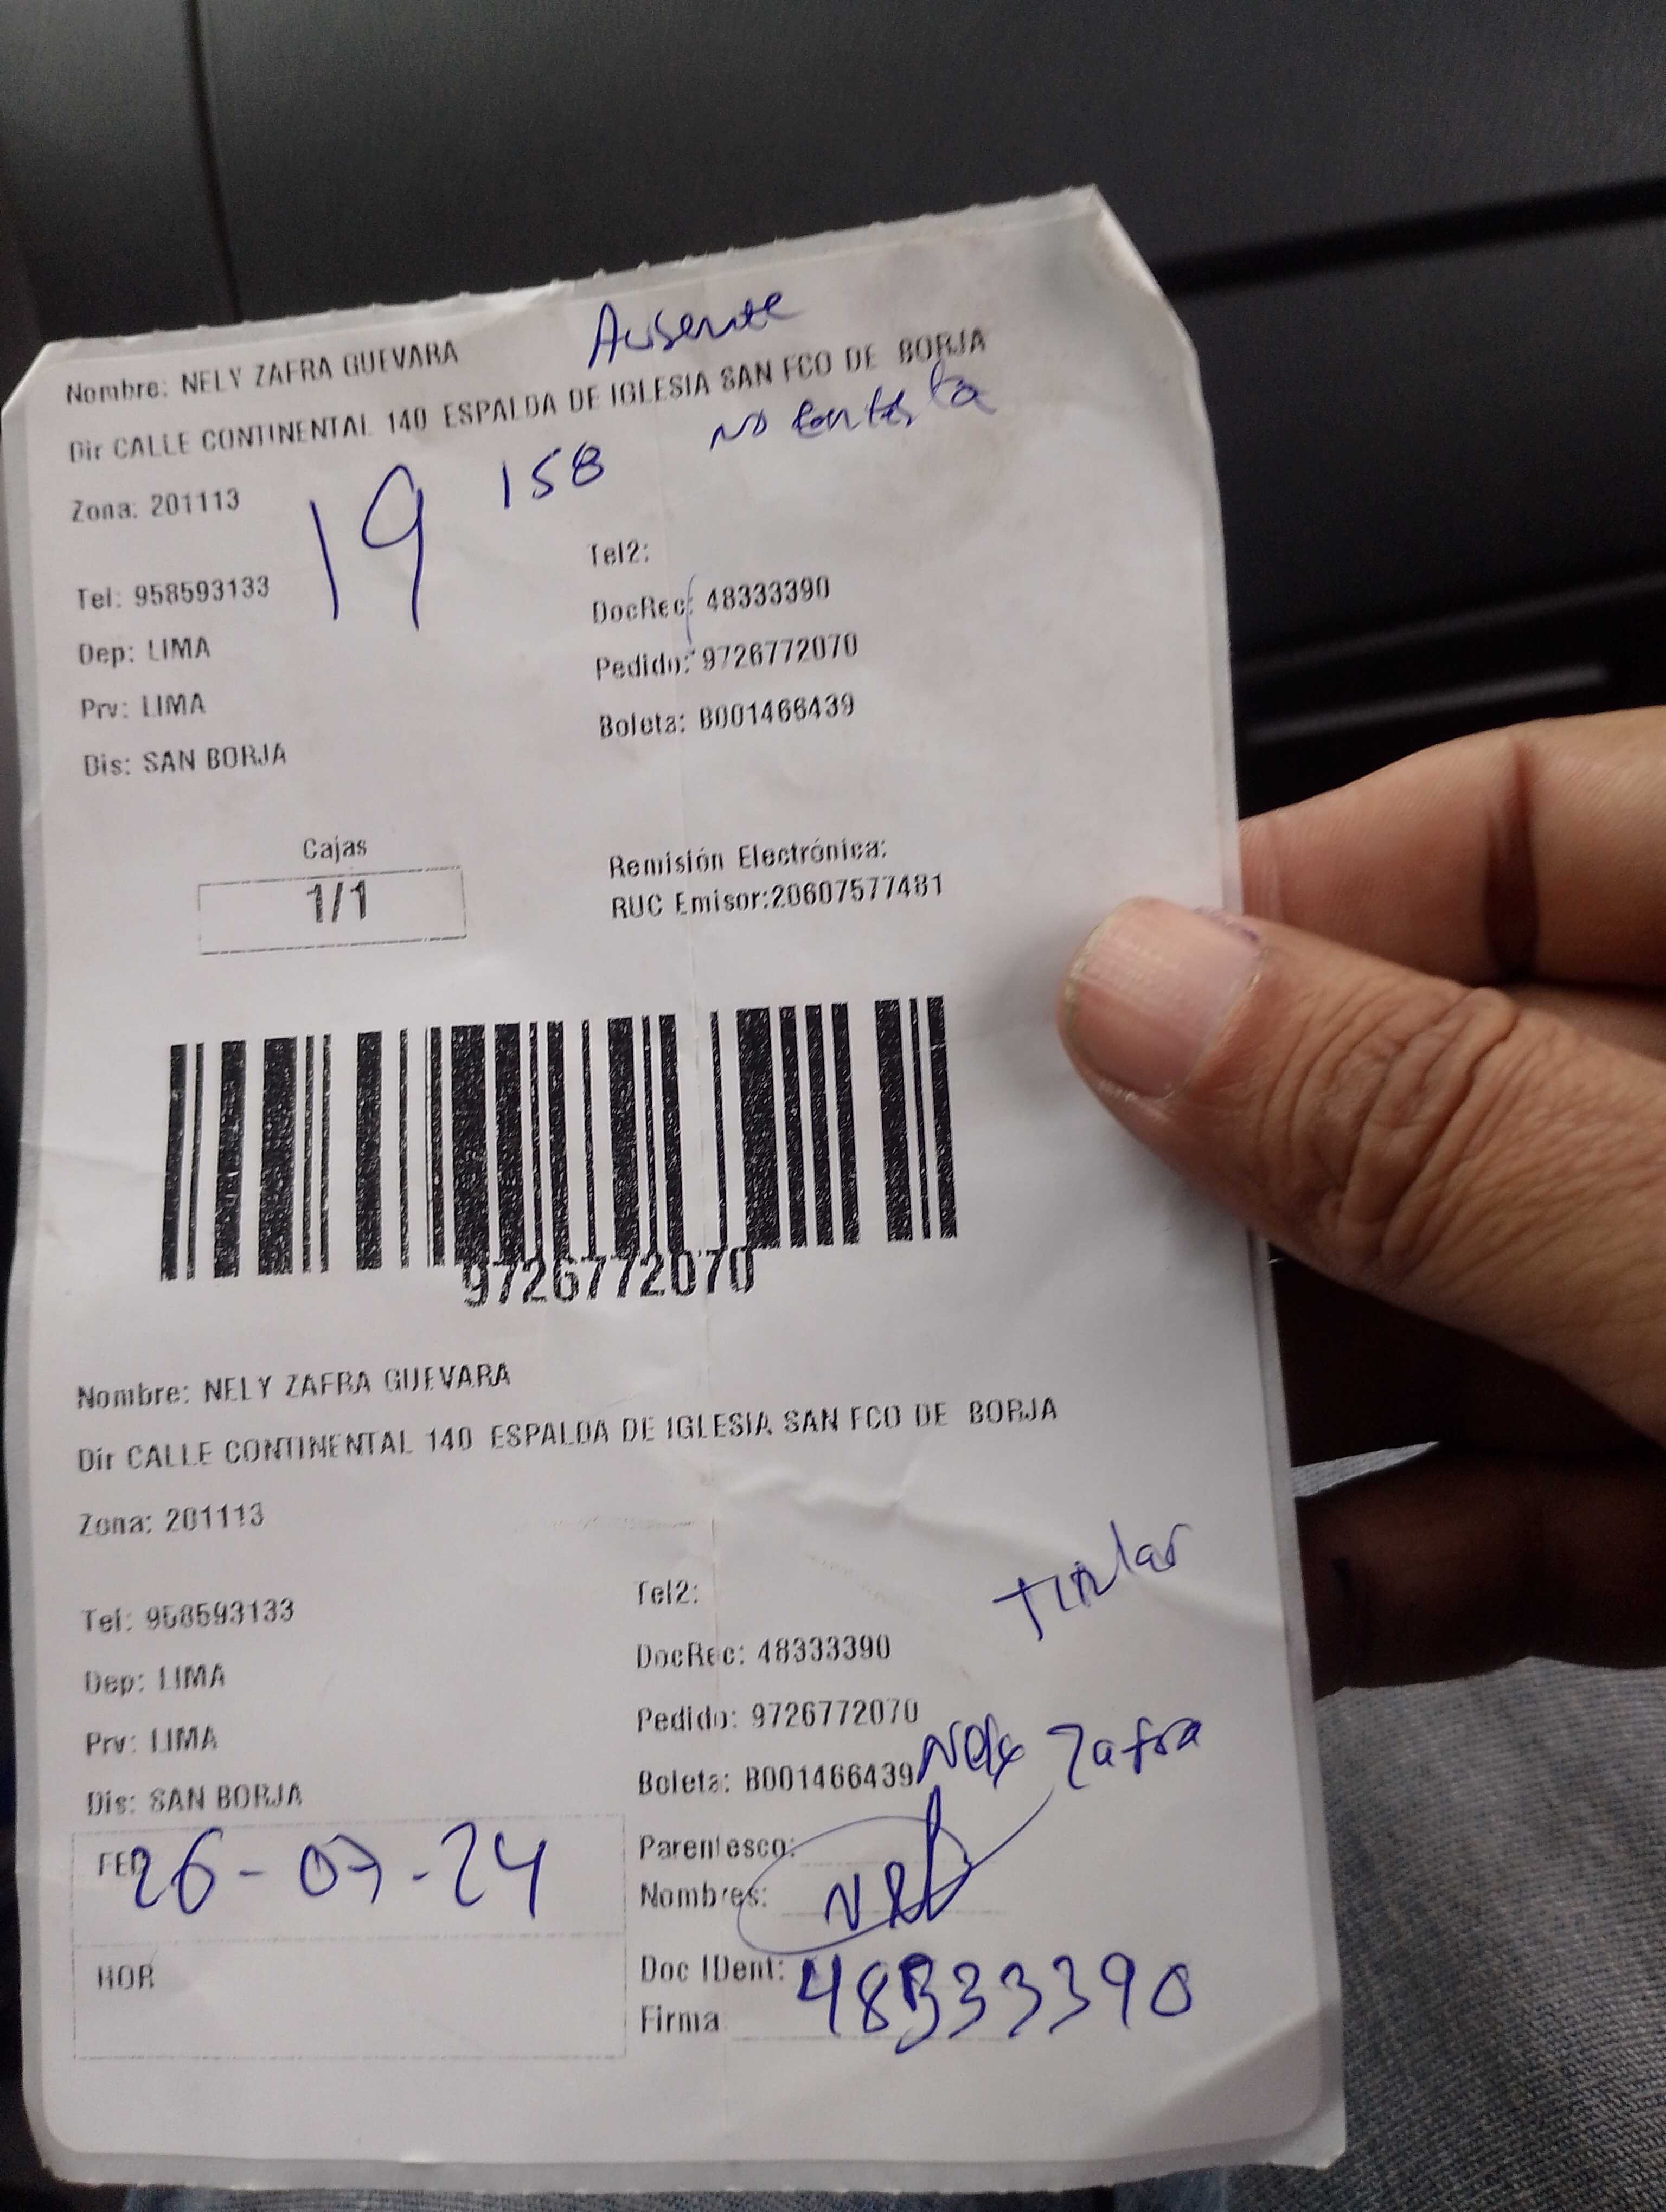 Ausente
Nombre: NELY ZAFRA GUEVARA
Dir CALLE CONTINENTAL 140 ESPALDA DE IGLESIA SAN FCO DE BORJA
no contesta
Zona: 201113
19 158
Tel2:
Tel: 958593133
DocRec: 48333390
Dep: LIMA
Pedido: 9726772070
Prv: LIMA
Boleta: B001466439
Dis: SAN BORJA
Cajas
1/1
Remisión Electrónica:
RUC Emisor:20607577481
9726772070
Nombre: NELY ZAFRA GUEVARA
Dir CALLE CONTINENTAL 140 ESPALDA DE IGLESIA SAN FCO DE BORJA
Zona: 201113
Titular
Tel2:
Tel: 958593133
DocRec: 48333390
Dep: LIMA
Pedido: 9726772070
Prv: LIMA
Nely Zafra
Boleta: B001466439
Dis: SAN BORJA
FEC
26-07-24
Parentesco:
Nombres:
HOR
Doc IDent: 48333390
Firma